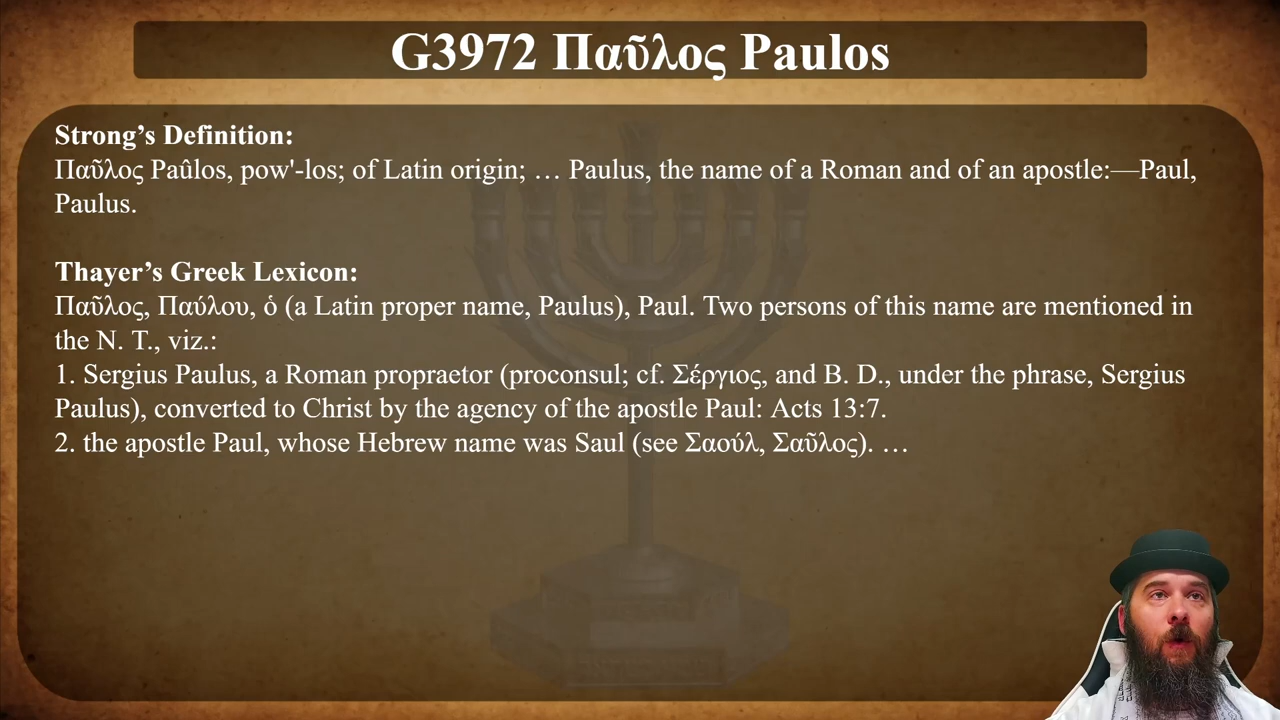 G3972 Παῦλος Paulos
Strong’s Definition:
Παῦλος Paûlos, pow'-los; of Latin origin; … Paulus, the name of a Roman and of an apostle:—Paul,
Paulus.
Thayer’s Greek Lexicon:
Παῦλος, Παύλου, ὁ (a Latin proper name, Paulus), Paul. Two persons of this name are mentioned in
the N. T., viz.:
1. Sergius Paulus, a Roman propraetor (proconsul; cf. Σέργιος, and B. D., under the phrase, Sergius
Paulus), converted to Christ by the agency of the apostle Paul: Acts 13:7.
2. the apostle Paul, whose Hebrew name was Saul (see Σαούλ, Σαῦλος). …